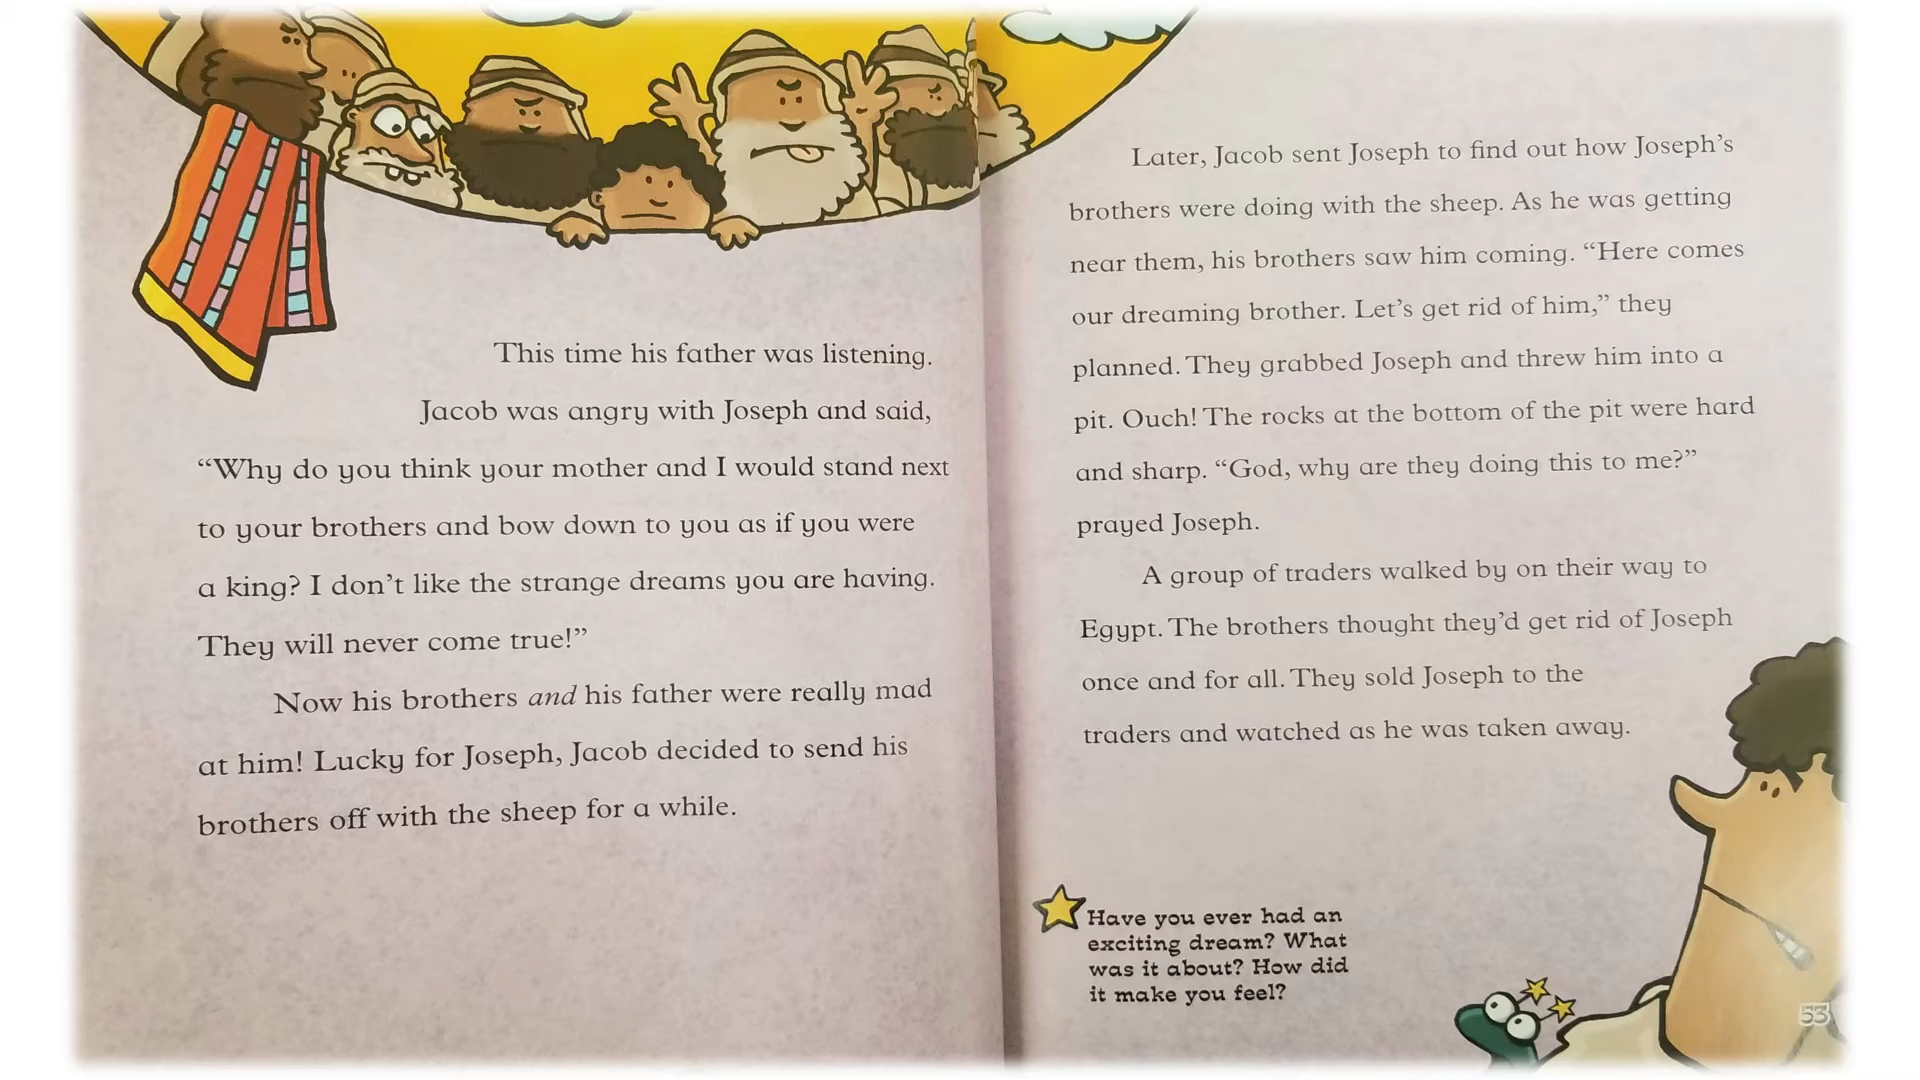 This time his father was listening.
Jacob was angry with Joseph and said,
“Why do you think your mother and I would stand next
to your brothers and bow down to you as if you were
a king? I don’t like the strange dreams you are having.
They will never come true!”
Now his brothers and his father were really mad
at him! Lucky for Joseph, Jacob decided to send his
brothers off with the sheep for a while.
Later, Jacob sent Joseph to find out how Joseph’s
brothers were doing with the sheep. As he was getting
near them, his brothers saw him coming. “Here comes
our dreaming brother. Let’s get rid of him,” they
planned. They grabbed Joseph and threw him into a
pit. Ouch! The rocks at the bottom of the pit were hard
and sharp. “God, why are they doing this to me?”
prayed Joseph.
A group of traders walked by on their way to
Egypt. The brothers thought they’d get rid of Joseph
once and for all. They sold Joseph to the
traders and watched as he was taken away.
Have you ever had an
exciting dream? What
was it about? How did
it make you feel?
53